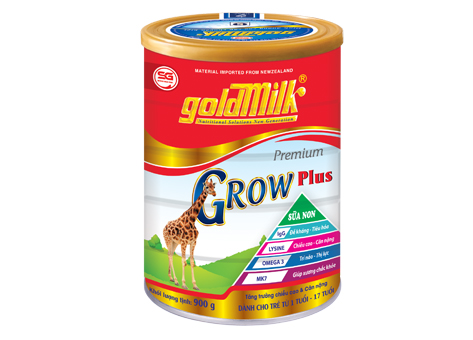 SG
MATERIAL IMPORTED FROM NEWZEALAND
goldMilk®
Nutritional Solutions New Generation
Premium
GROW Plus
SỮA NON
IgG Đề kháng - Tiêu hóa
LYSINE Chiều cao - Cân nặng
OMEGA 3 Trí não - Thị lực
MK7 Giúp xương chắc khỏe
Khối lượng tịnh: 900 g
Tăng trưởng chiều cao & Cân nặng
DÀNH CHO TRẺ TỪ 1 TUỔI - 17 TUỔI